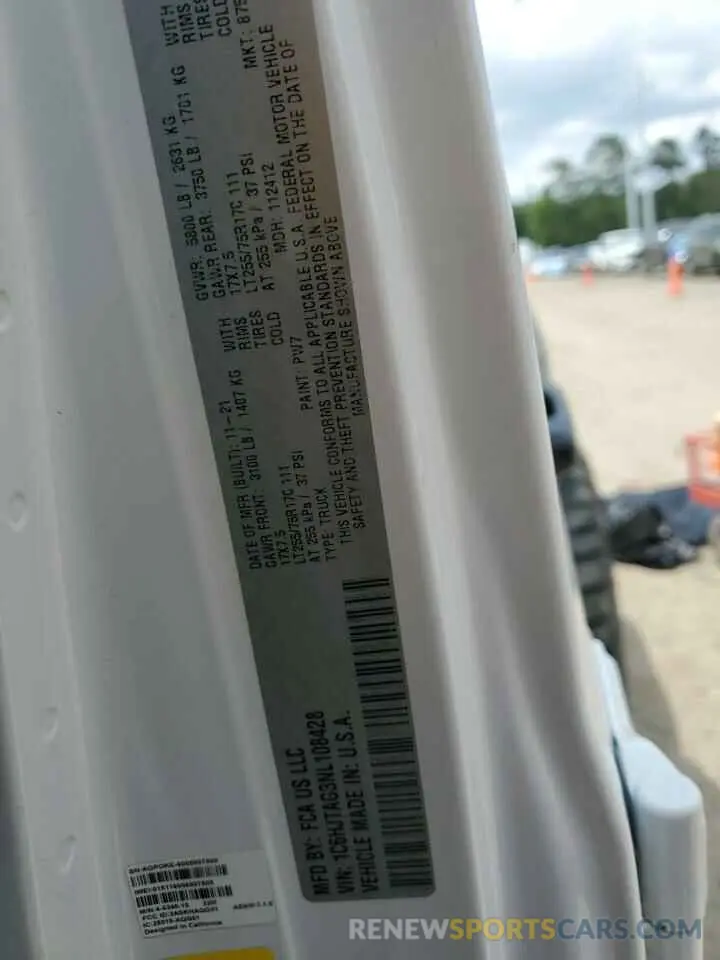 MFD BY: FCA US LLC
DATE OF MFR (BUILT): 11-21
GVWR: 5800 LB / 2631 KG
GAWR FRONT: 3100 LB / 1407 KG WITH
GAWR REAR: 3750 LB / 1701 KG WITH
17X7.5 RIMS
17X7.5 RIMS
LT255/75R17C 111 TIRES
LT255/75R17C 111 TIRES
AT 255 kPa / 37 PSI COLD
AT 255 kPa / 37 PSI COLD
TYPE: TRUCK
PAINT: PW7
MDH: 112412
MKT:
THIS VEHICLE CONFORMS TO ALL APPLICABLE U.S.A. FEDERAL MOTOR VEHICLE
SAFETY AND THEFT PREVENTION STANDARDS IN EFFECT ON THE DATE OF
MANUFACTURE SHOWN ABOVE
VIN: 1C6HJTAG3NL108428
VEHICLE MADE IN: U.S.A.
Designed in California
RENEWSPORTSCARS.COM